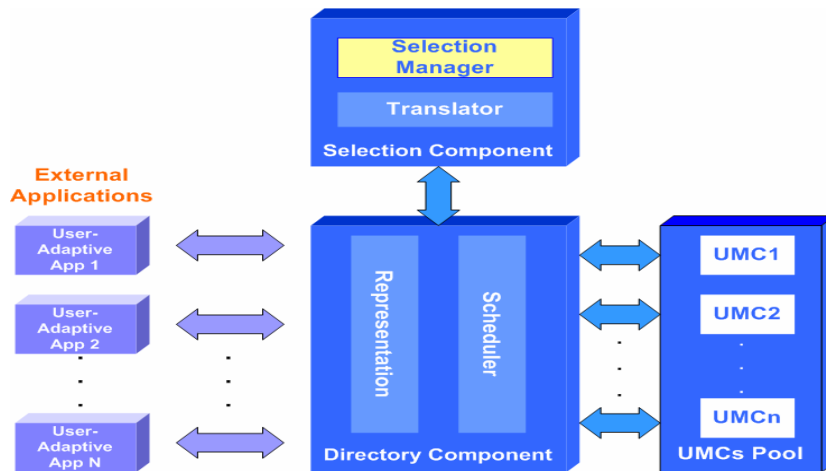 Selection
Manager
Translator
Selection Component
External
Applications
User-
Adaptive
App 1
User-
Adaptive
App 2
User-
Adaptive
App N
Representation
Scheduler
Directory Component
UMC1
UMC2
UMCn
UMCs Pool